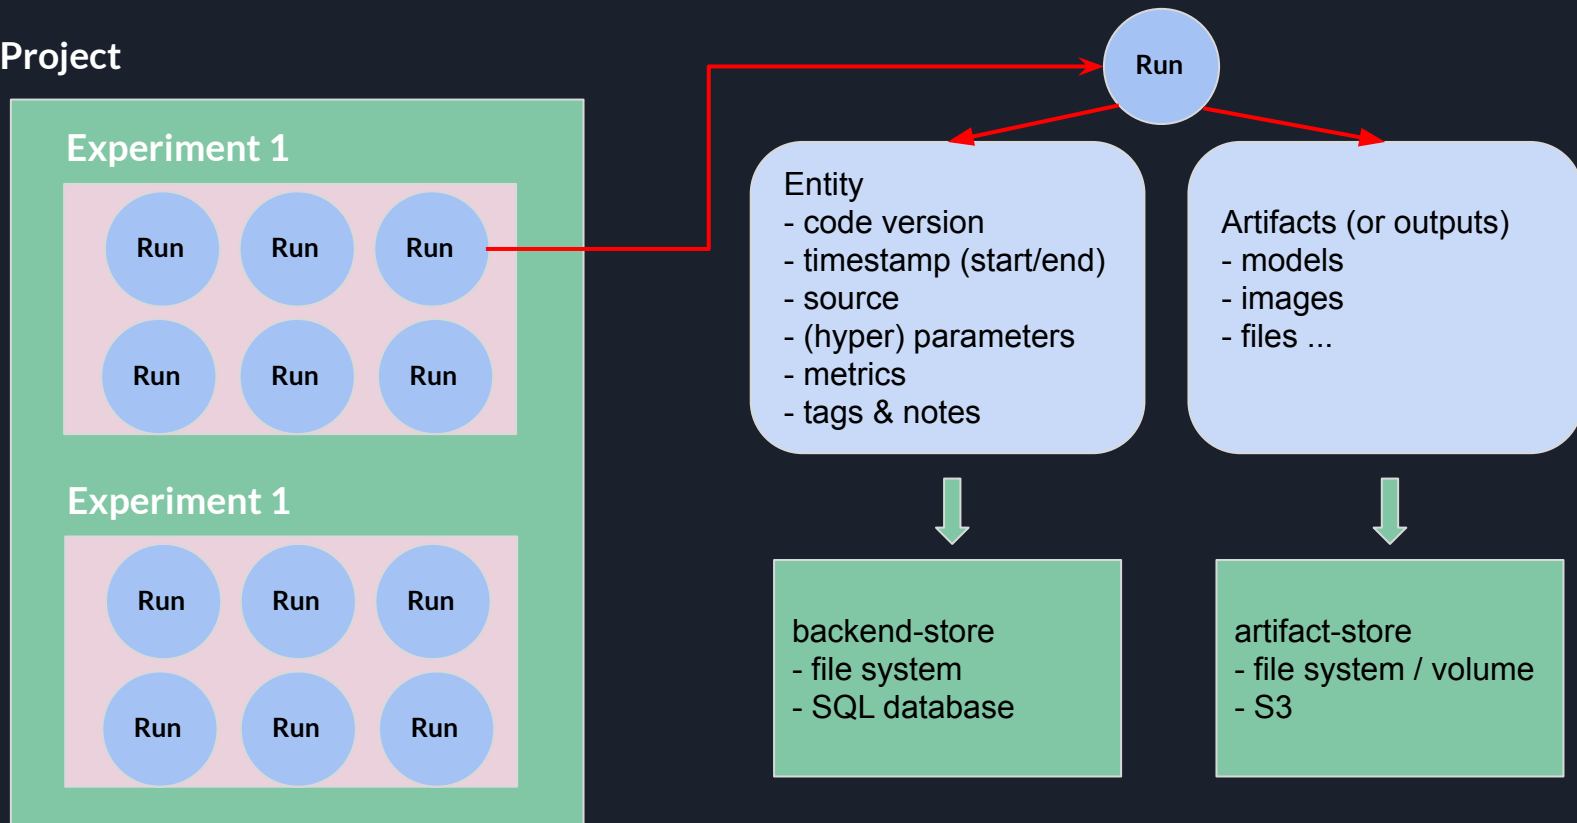 Project
Experiment 1
Run Run Run
Run Run Run
Experiment 1
Run Run Run
Run Run Run
Run
Entity
- code version
- timestamp (start/end)
- source
- (hyper) parameters
- metrics
- tags & notes
Artifacts (or outputs)
- models
- images
- files ...
backend-store
- file system
- SQL database
artifact-store
- file system / volume
- S3